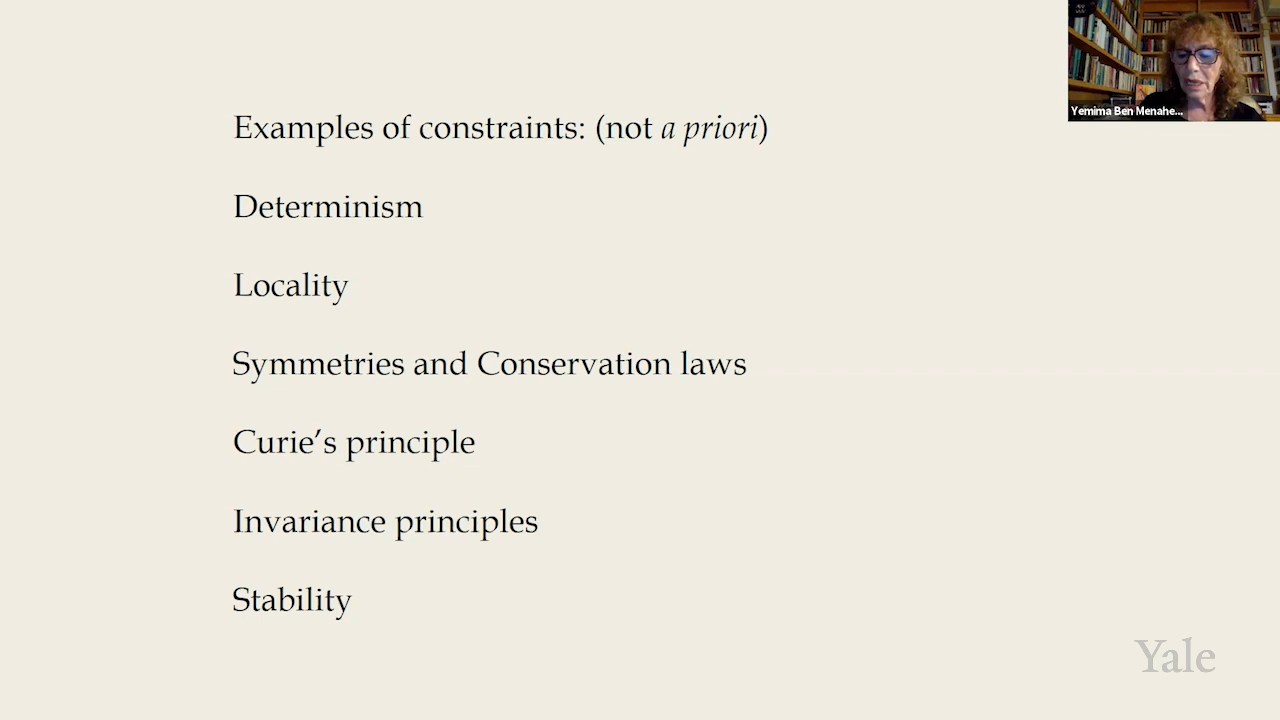 Examples of constraints: (not a priori)
Determinism
Locality
Symmetries and Conservation laws
Curie’s principle
Invariance principles
Stability
Yemima Ben Menahe...
Yale